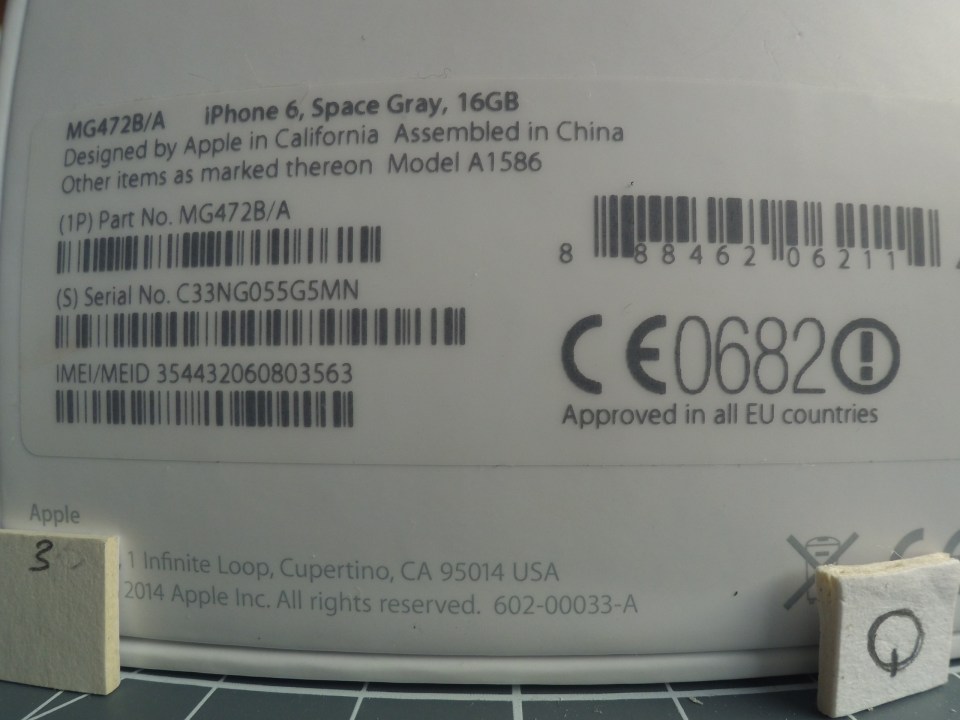 MG472B/A iPhone 6, Space Gray, 16GB
Designed by Apple in California Assembled in China
Other items as marked thereon Model A1586
(1P) Part No. MG472B/A
(S) Serial No. C33NG055G5MN
IMEI/MEID 354432060803563
8 88462 06211
CE0682
Approved in all EU countries
Apple
1 Infinite Loop, Cupertino, CA 95014 USA
2014 Apple Inc. All rights reserved. 602-00033-A
3
Q